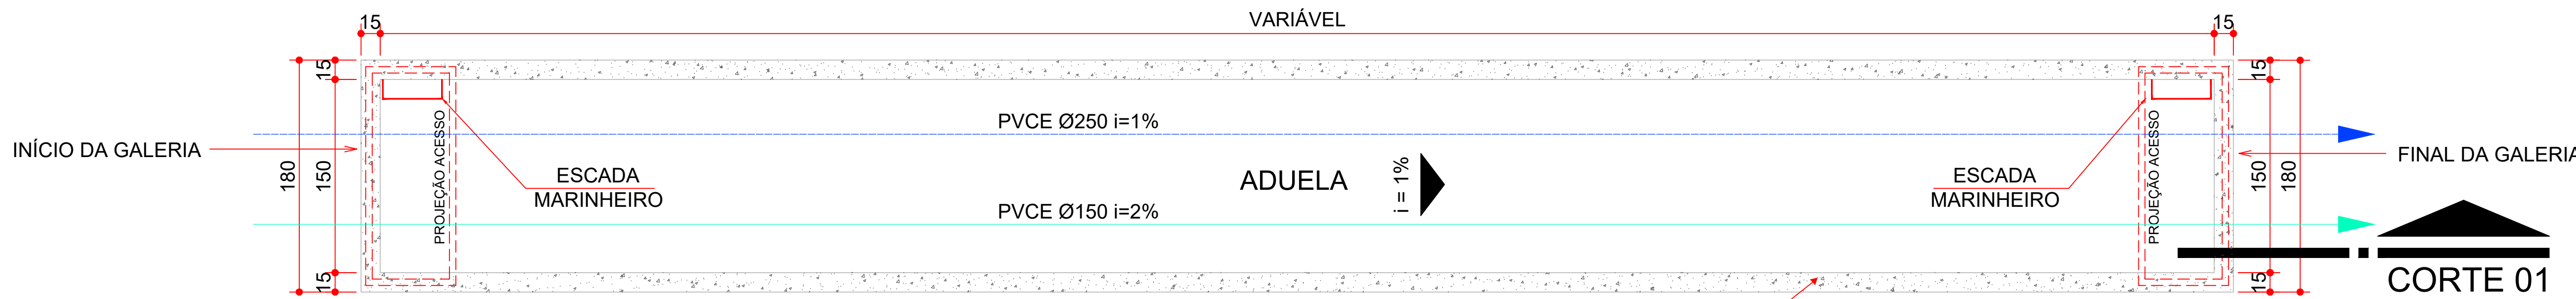 15
VARIÁVEL
15
15
180
150
15
INÍCIO DA GALERIA
PROJEÇÃO ACESSO
ESCADA
MARINHEIRO
PVCE Ø250 i=1%
PVCE Ø150 i=2%
ADUELA
i = 1%
ESCADA
MARINHEIRO
PROJEÇÃO ACESSO
15
150
180
15
FINAL DA GALERIA
CORTE 01